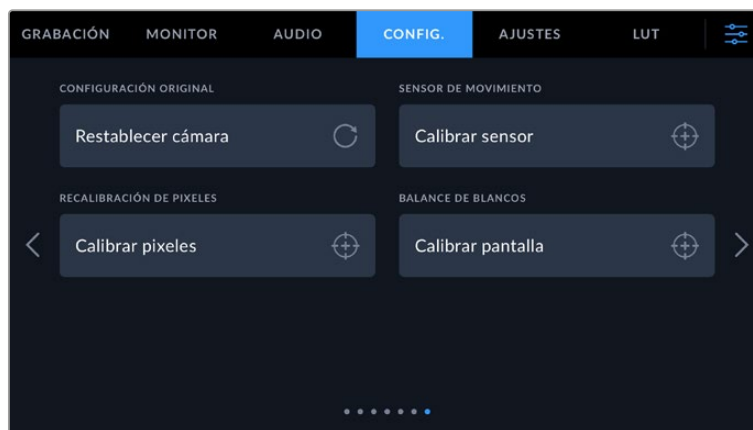 GRABACIÓN MONITOR AUDIO CONFIG. AJUSTES LUT
CONFIGURACIÓN ORIGINAL SENSOR DE MOVIMIENTO
Restablecer cámara Calibrar sensor
RECALIBRACIÓN DE PIXELES BALANCE DE BLANCOS
Calibrar pixeles Calibrar pantalla